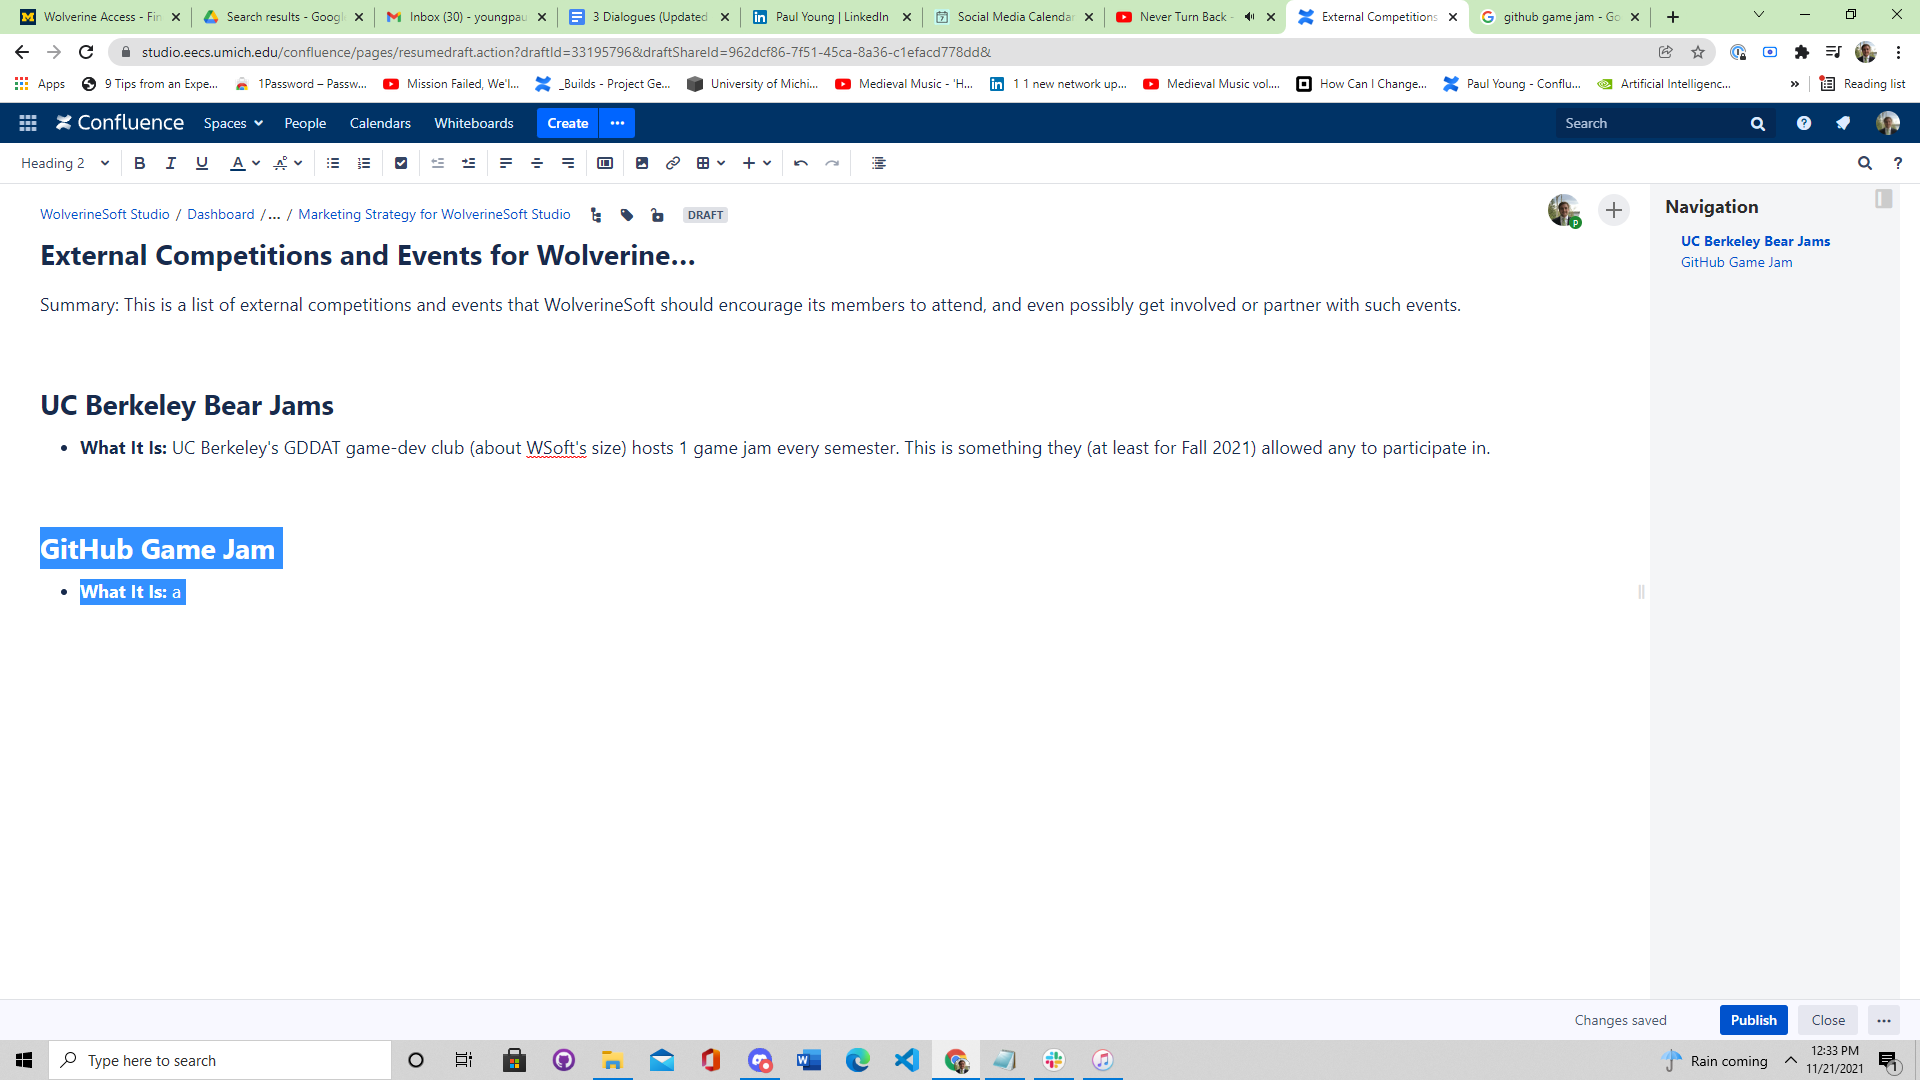 Wolverine Access - Fin
Search results - Googl
Inbox (30) - youngpau
3 Dialogues (Updated
Paul Young | LinkedIn
Social Media Calendar
Never Turn Back -
External Competitions
github game jam - Go
studio.eecs.umich.edu/confluence/pages/resumedraft.action?draftId=33195796&draftShareId=962dcf86-7f51-45ca-8a36-c1efacd778dd&
Apps
9 Tips from an Expe...
1Password – Passw...
Mission Failed, We'l...
_Builds - Project Ge...
University of Michi...
Medieval Music - 'H...
1 1 new network up...
Medieval Music vol....
How Can I Change...
Paul Young - Conflu...
Artificial Intelligenc...
»
Reading list
Confluence
Spaces
People
Calendars
Whiteboards
Create
Search
Heading 2
B I U A
WolverineSoft Studio / Dashboard / ... / Marketing Strategy for WolverineSoft Studio
DRAFT
External Competitions and Events for Wolverine...
Summary: This is a list of external competitions and events that WolverineSoft should encourage its members to attend, and even possibly get involved or partner with such events.
UC Berkeley Bear Jams
• What It Is: UC Berkeley's GDDAT game-dev club (about WSoft's size) hosts 1 game jam every semester. This is something they (at least for Fall 2021) allowed any to participate in.
GitHub Game Jam
• What It Is: a
Navigation
UC Berkeley Bear Jams
GitHub Game Jam
Changes saved
Publish
Close
Type here to search
Rain coming
12:33 PM
11/21/2021
1